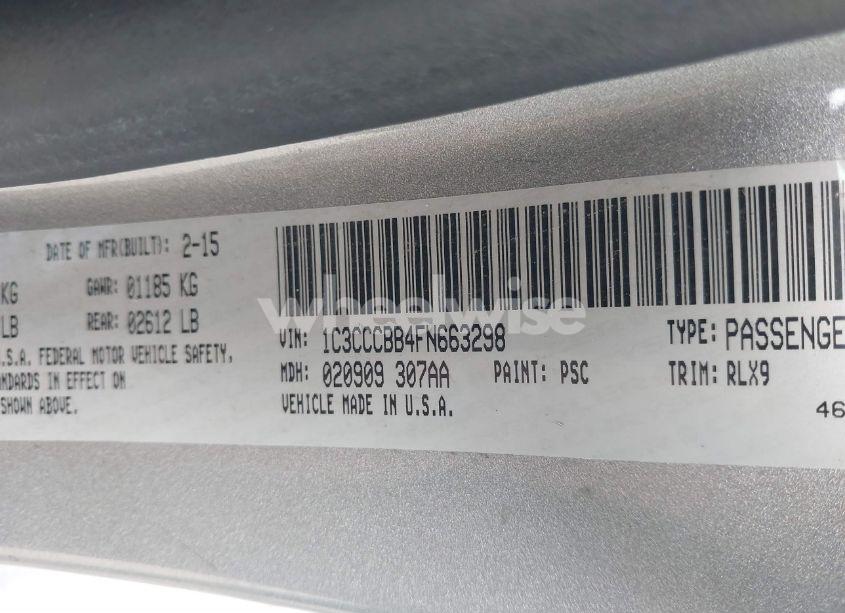 DATE OF MFR(BUILT): 2-15
KG GAWR: 01185 KG
LB REAR: 02612 LB
.S.A. FEDERAL MOTOR VEHICLE SAFETY,
ANDARDS IN EFFECT ON
SHOWN ABOVE.
wheelwise
VIN: 1C3CCCBB4FN663298 TYPE: PASSENGE
MDH: 020909 307AA PAINT: PSC TRIM: RLX9
VEHICLE MADE IN U.S.A.
46